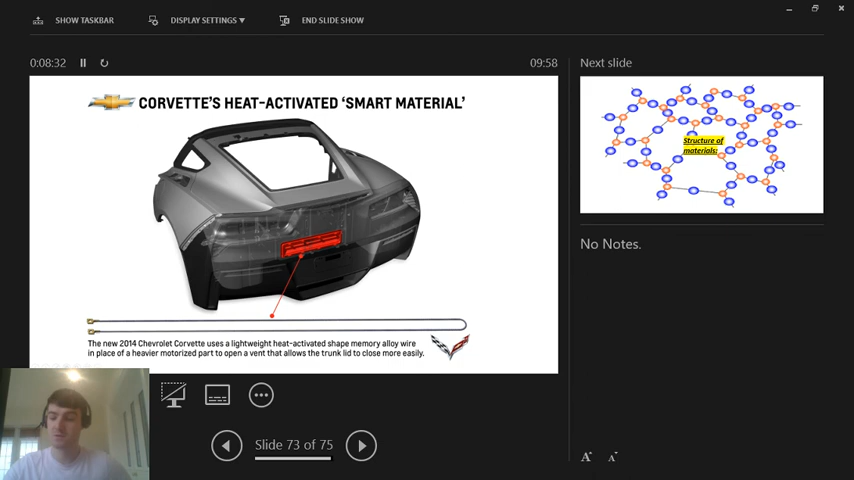 SHOW TASKBAR
DISPLAY SETTINGS ▼
END SLIDE SHOW
0:08:32
09:58
Next slide
CORVETTE'S HEAT-ACTIVATED 'SMART MATERIAL'
Structure of
materials:
No Notes.
The new 2014 Chevrolet Corvette uses a lightweight heat-activated shape memory alloy wire
in place of a heavier motorized part to open a vent that allows the trunk lid to close more easily.
Slide 73 of 75
A
A